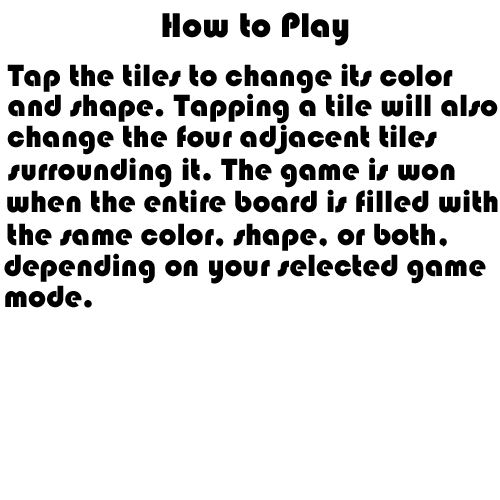 How to Play
Tap the tiles to change its color
and shape. Tapping a tile will also
change the four adjacent tiles
surrounding it. The game is won
when the entire board is filled with
the same color, shape, or both,
depending on your selected game
mode.